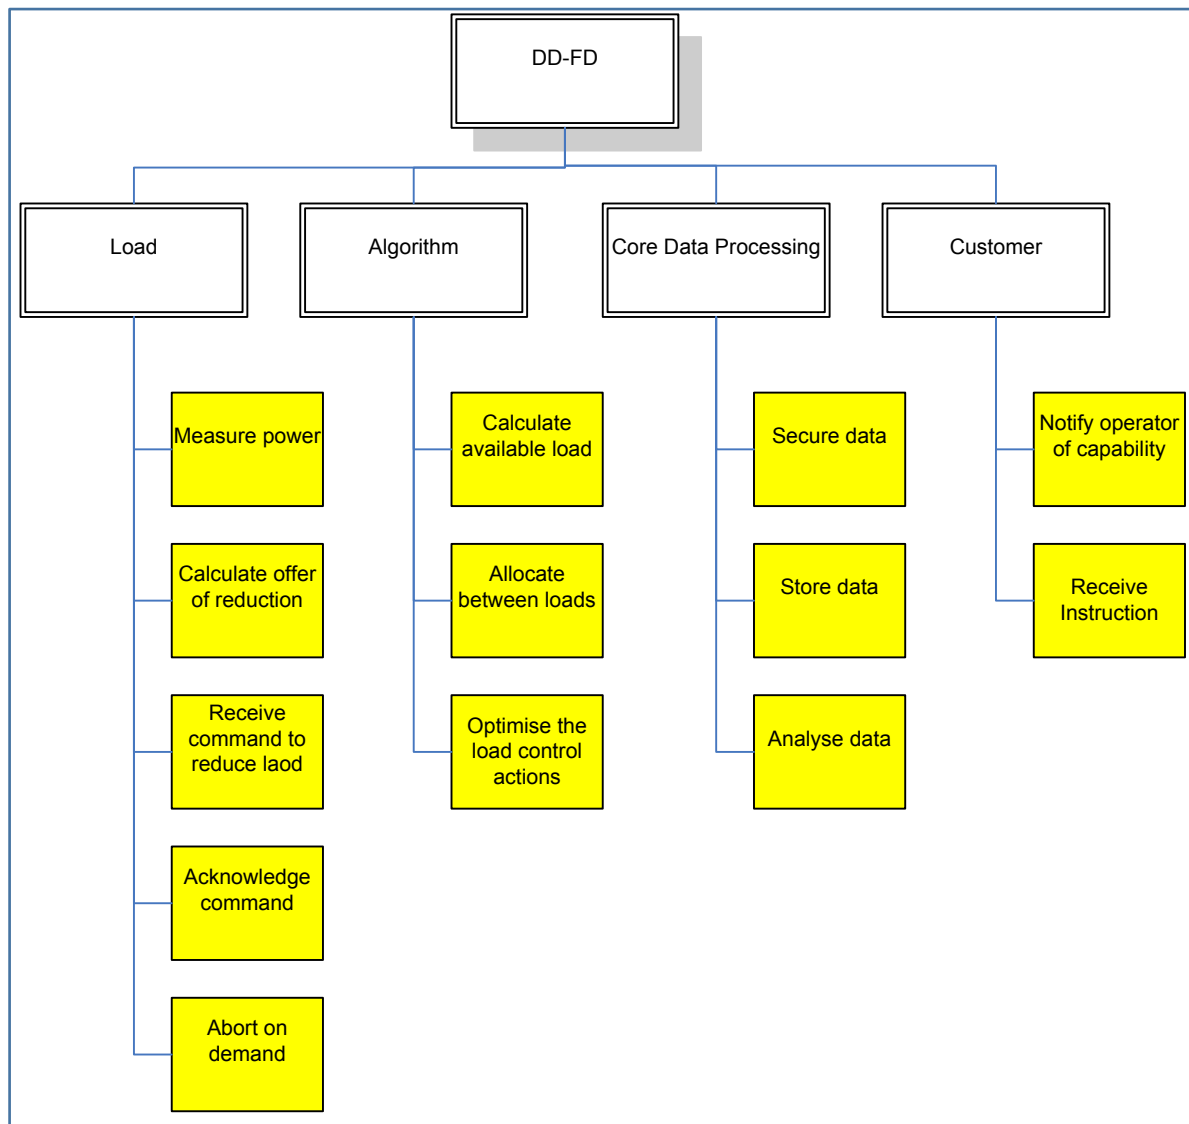 DD-FD
Load
Algorithm
Core Data Processing
Customer
Measure power
Calculate offer
of reduction
Receive
command to
reduce laod
Acknowledge
command
Abort on
demand
Calculate
available load
Allocate
between loads
Optimise the
load control
actions
Secure data
Store data
Analyse data
Notify operator
of capability
Receive
Instruction